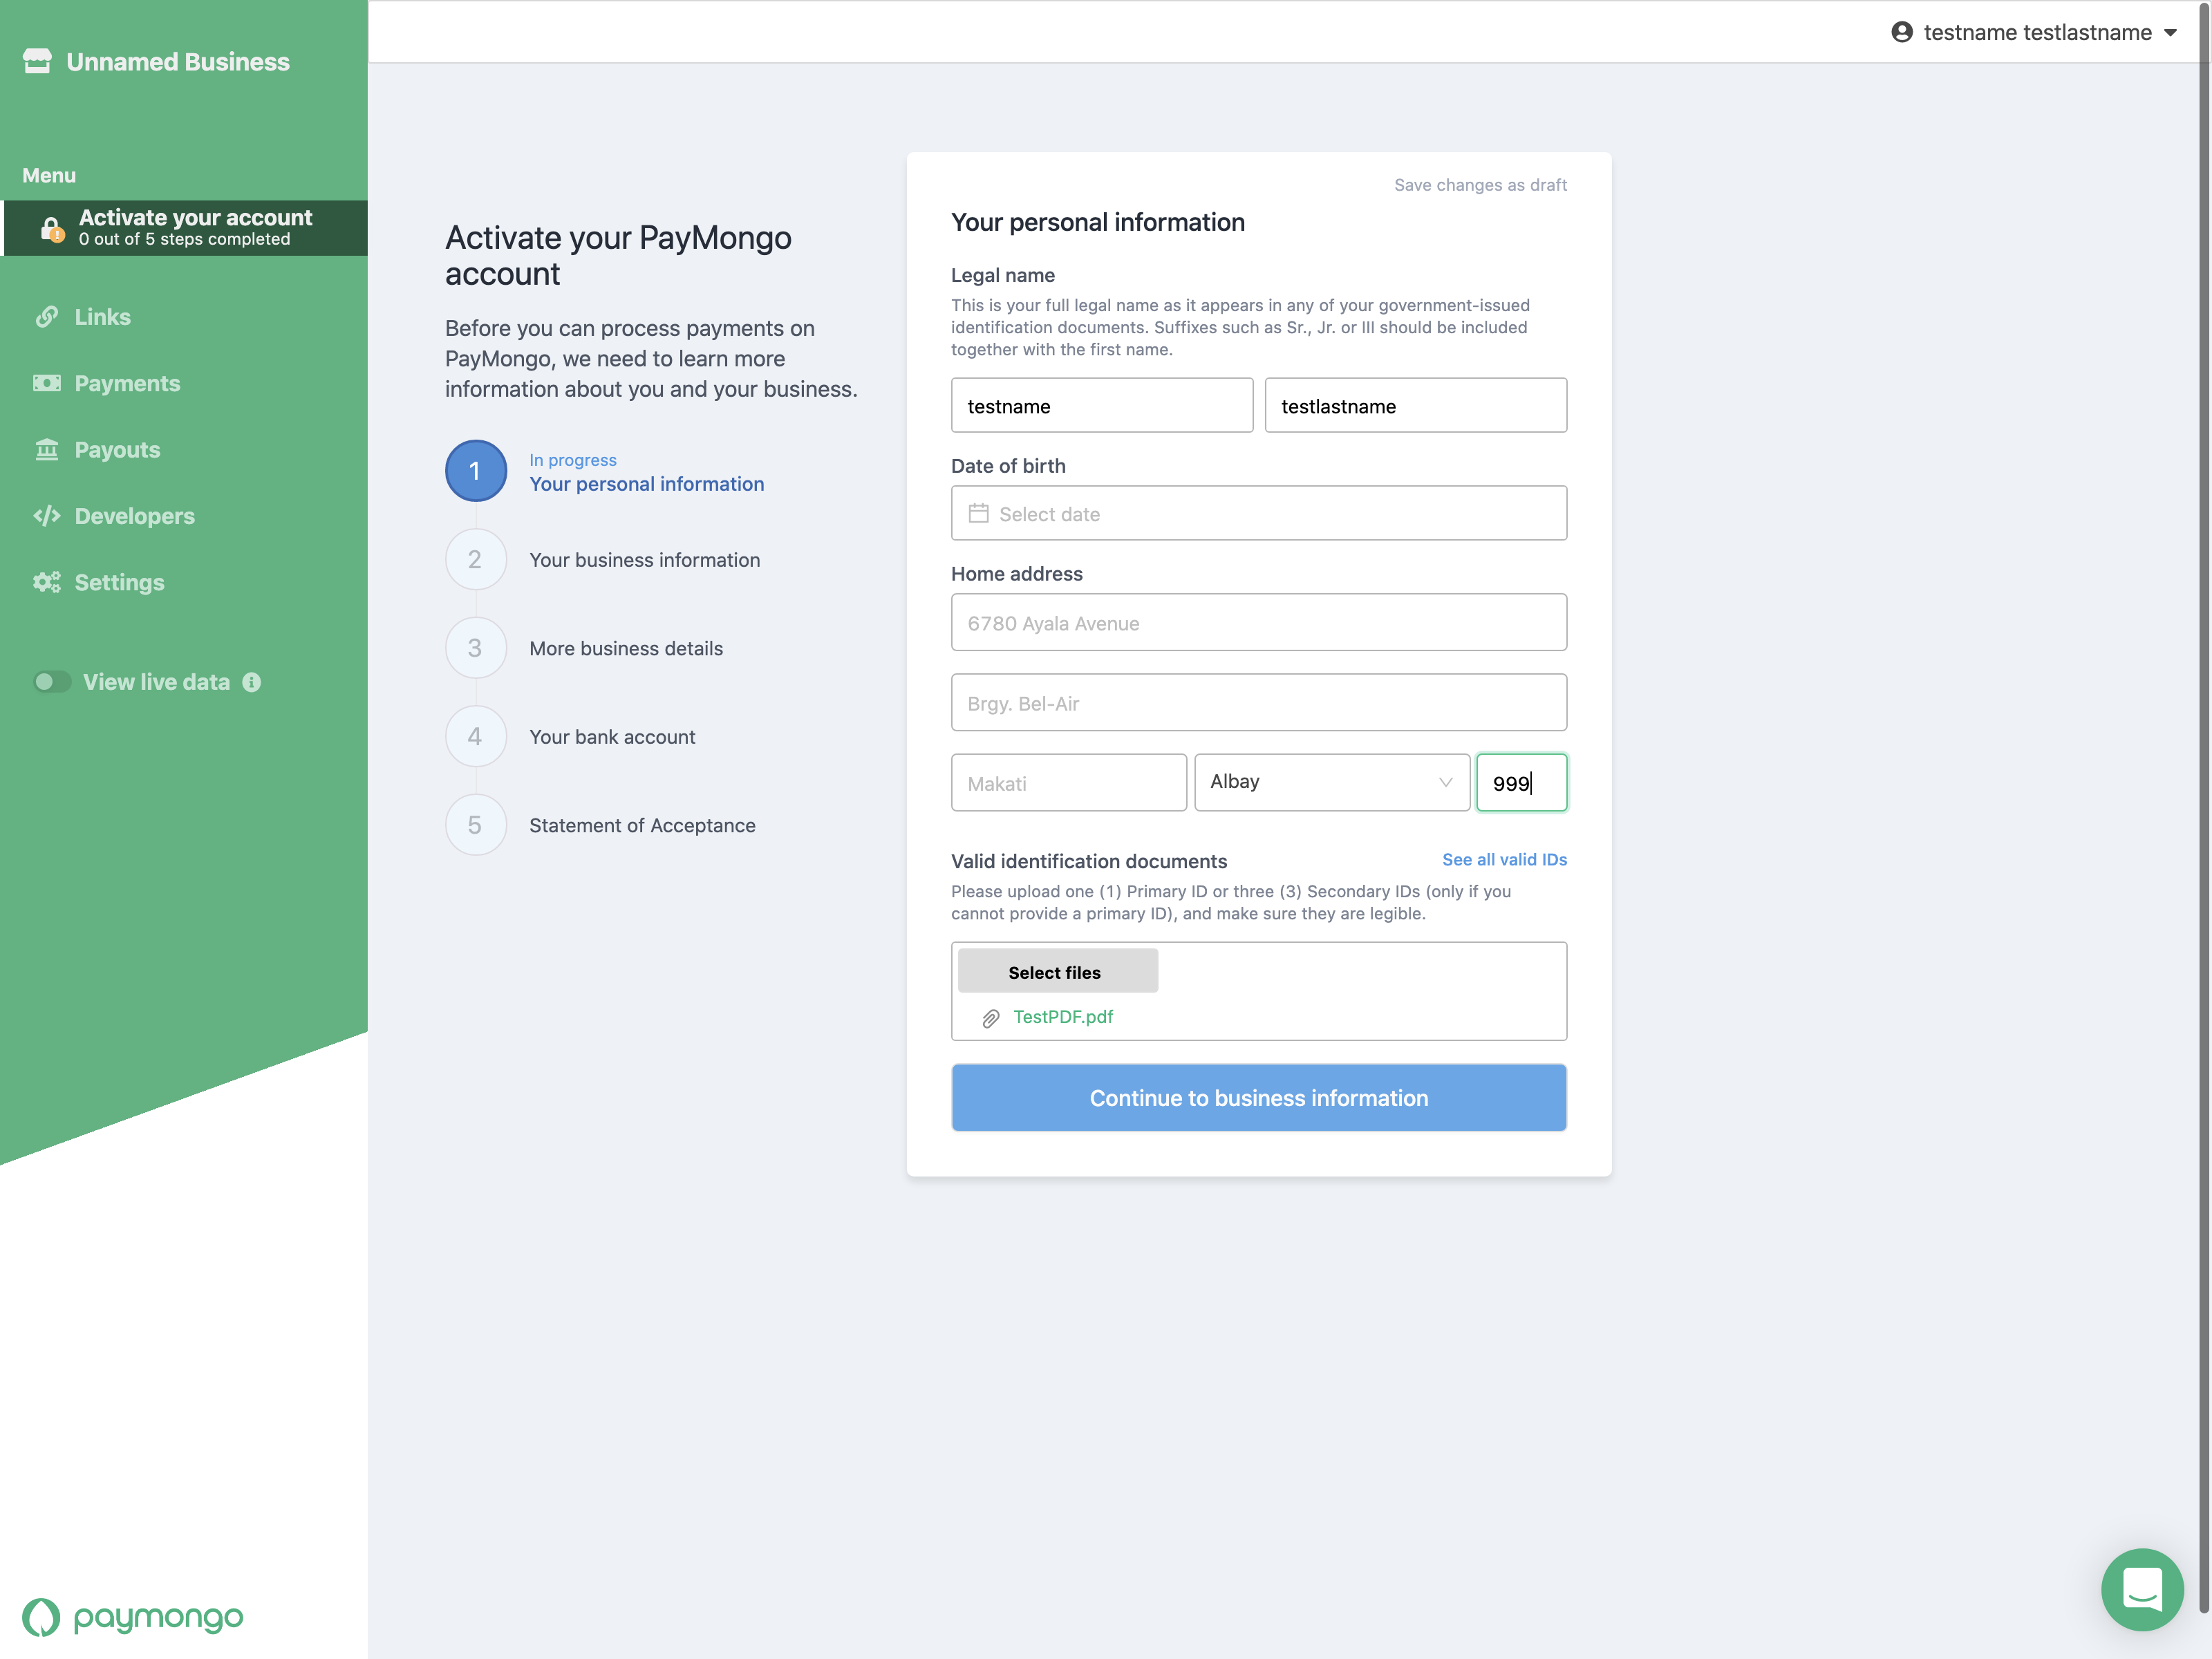 Unnamed Business
testname testlastname
Menu
Activate your account
0 out of 5 steps completed
Links
Payments
Payouts
Developers
Settings
View live data
paymongo
Activate your PayMongo
account
Before you can process payments on
PayMongo, we need to learn more
information about you and your business.
1
In progress
Your personal information
2
Your business information
3
More business details
4
Your bank account
5
Statement of Acceptance
Save changes as draft
Your personal information
Legal name
This is your full legal name as it appears in any of your government-issued
identification documents. Suffixes such as Sr., Jr. or III should be included
together with the first name.
testname testlastname
Date of birth
Select date
Home address
6780 Ayala Avenue
Brgy. Bel-Air
Makati Albay 999
Valid identification documents See all valid IDs
Please upload one (1) Primary ID or three (3) Secondary IDs (only if you
cannot provide a primary ID), and make sure they are legible.
Select files
TestPDF.pdf
Continue to business information